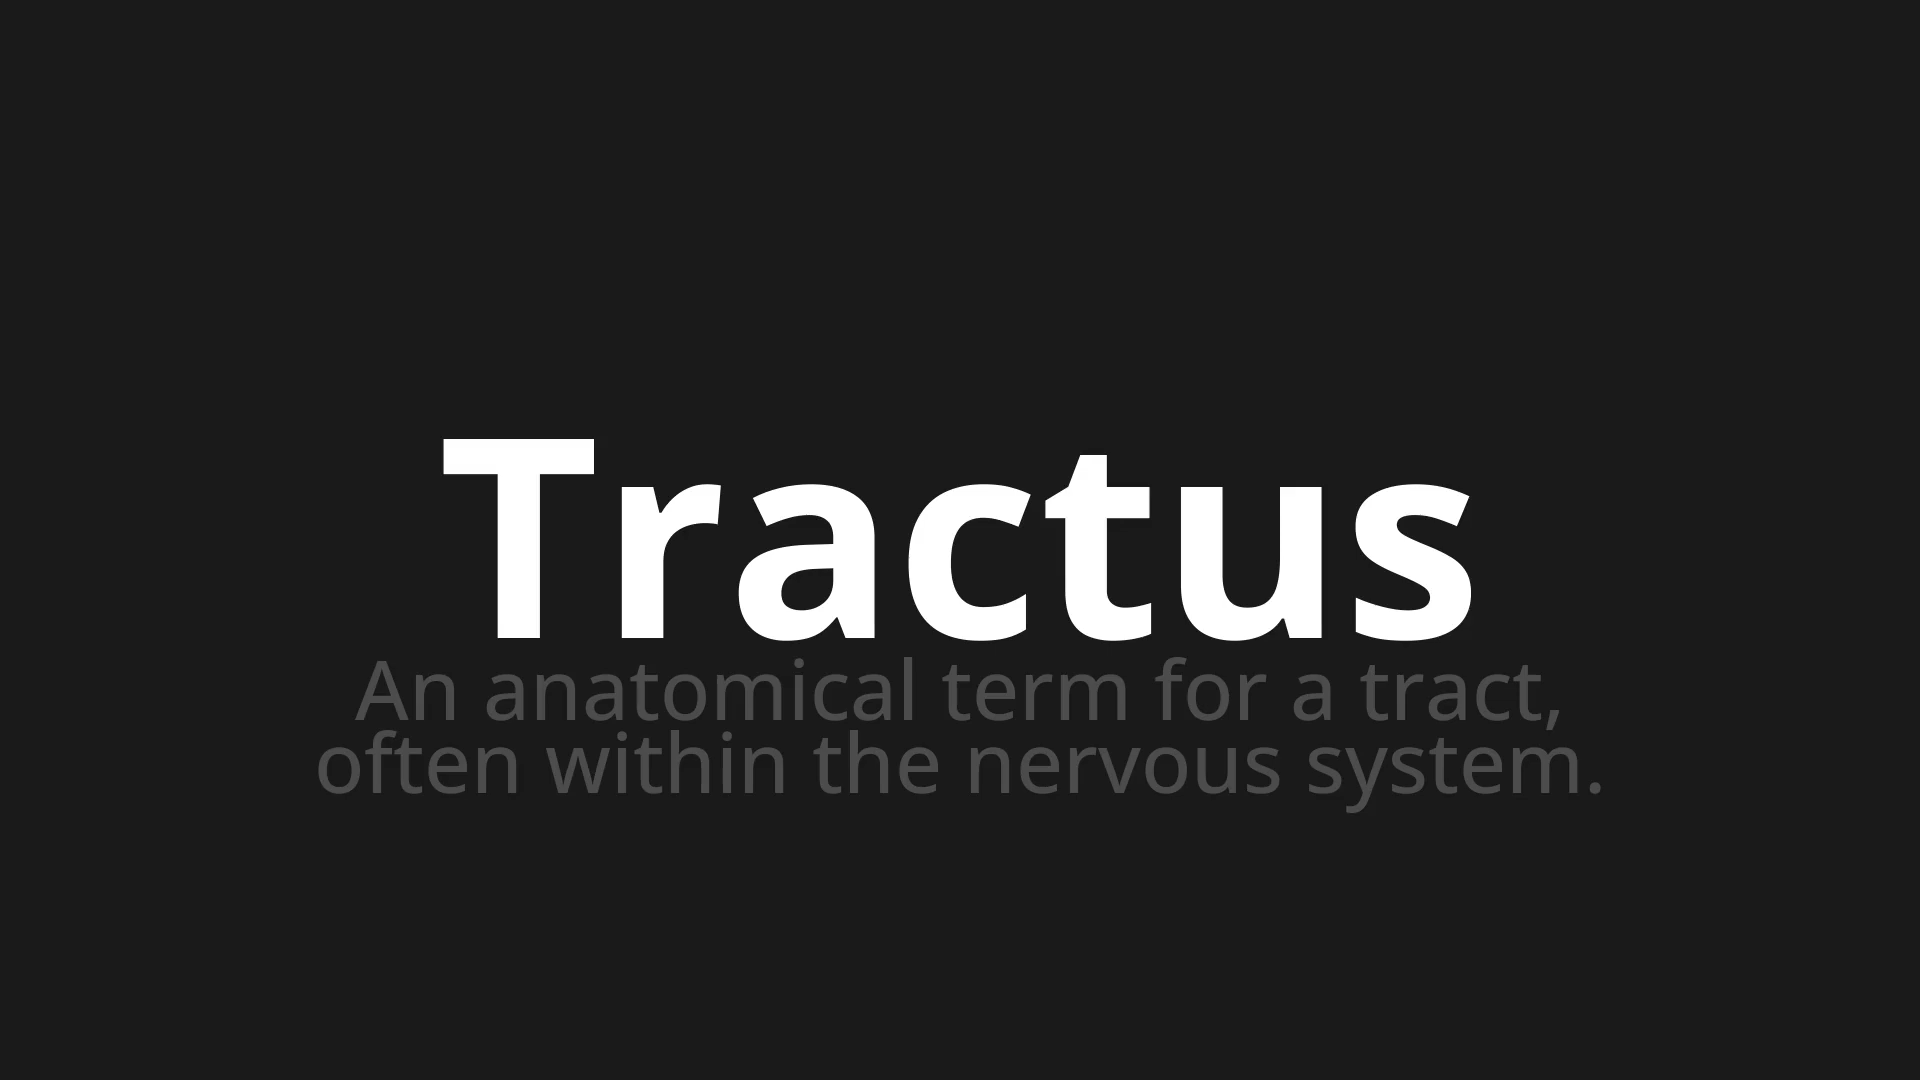 Tractus
An anatomical term for a tract,
often within the nervous system.